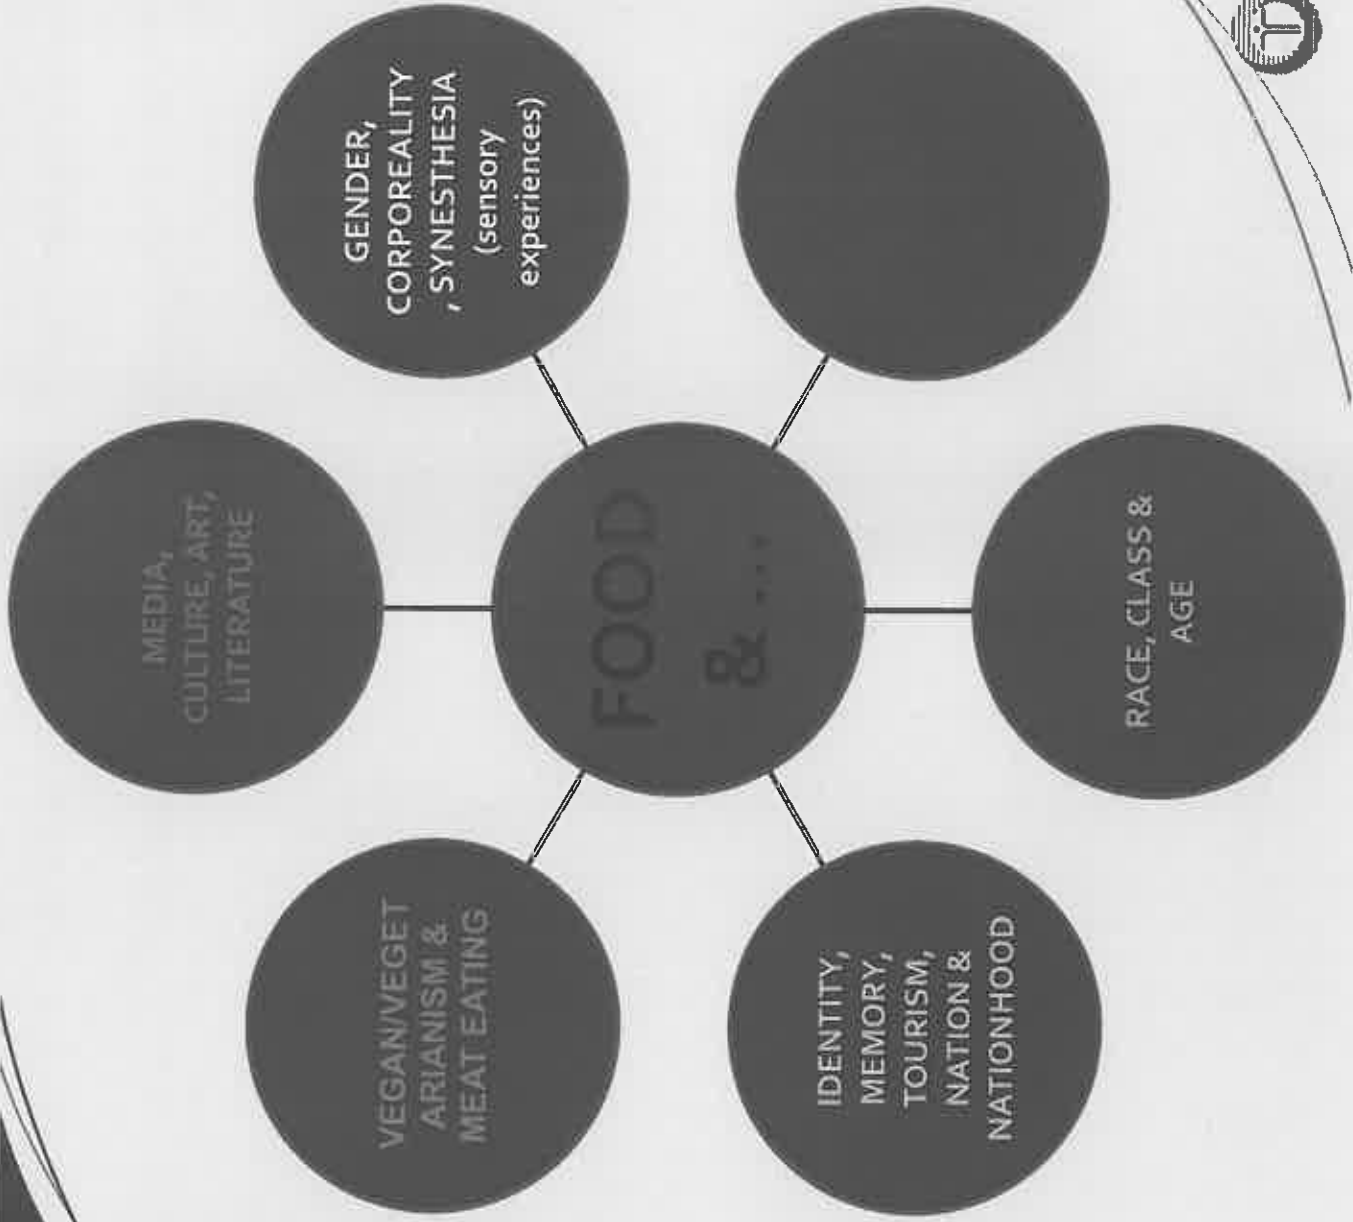 FOOD
&...
GENDER,
CORPOREALITY
, SYNESTHESIA
(sensory
experiences)
RACE, CLASS &
AGE
IDENTITY,
MEMORY,
TOURISM,
NATION &
NATIONHOOD
VEGAN/VEGET
ARIANISM &
MEAT EATING
MEDIA,
CULTURE, ART,
LITERATURE